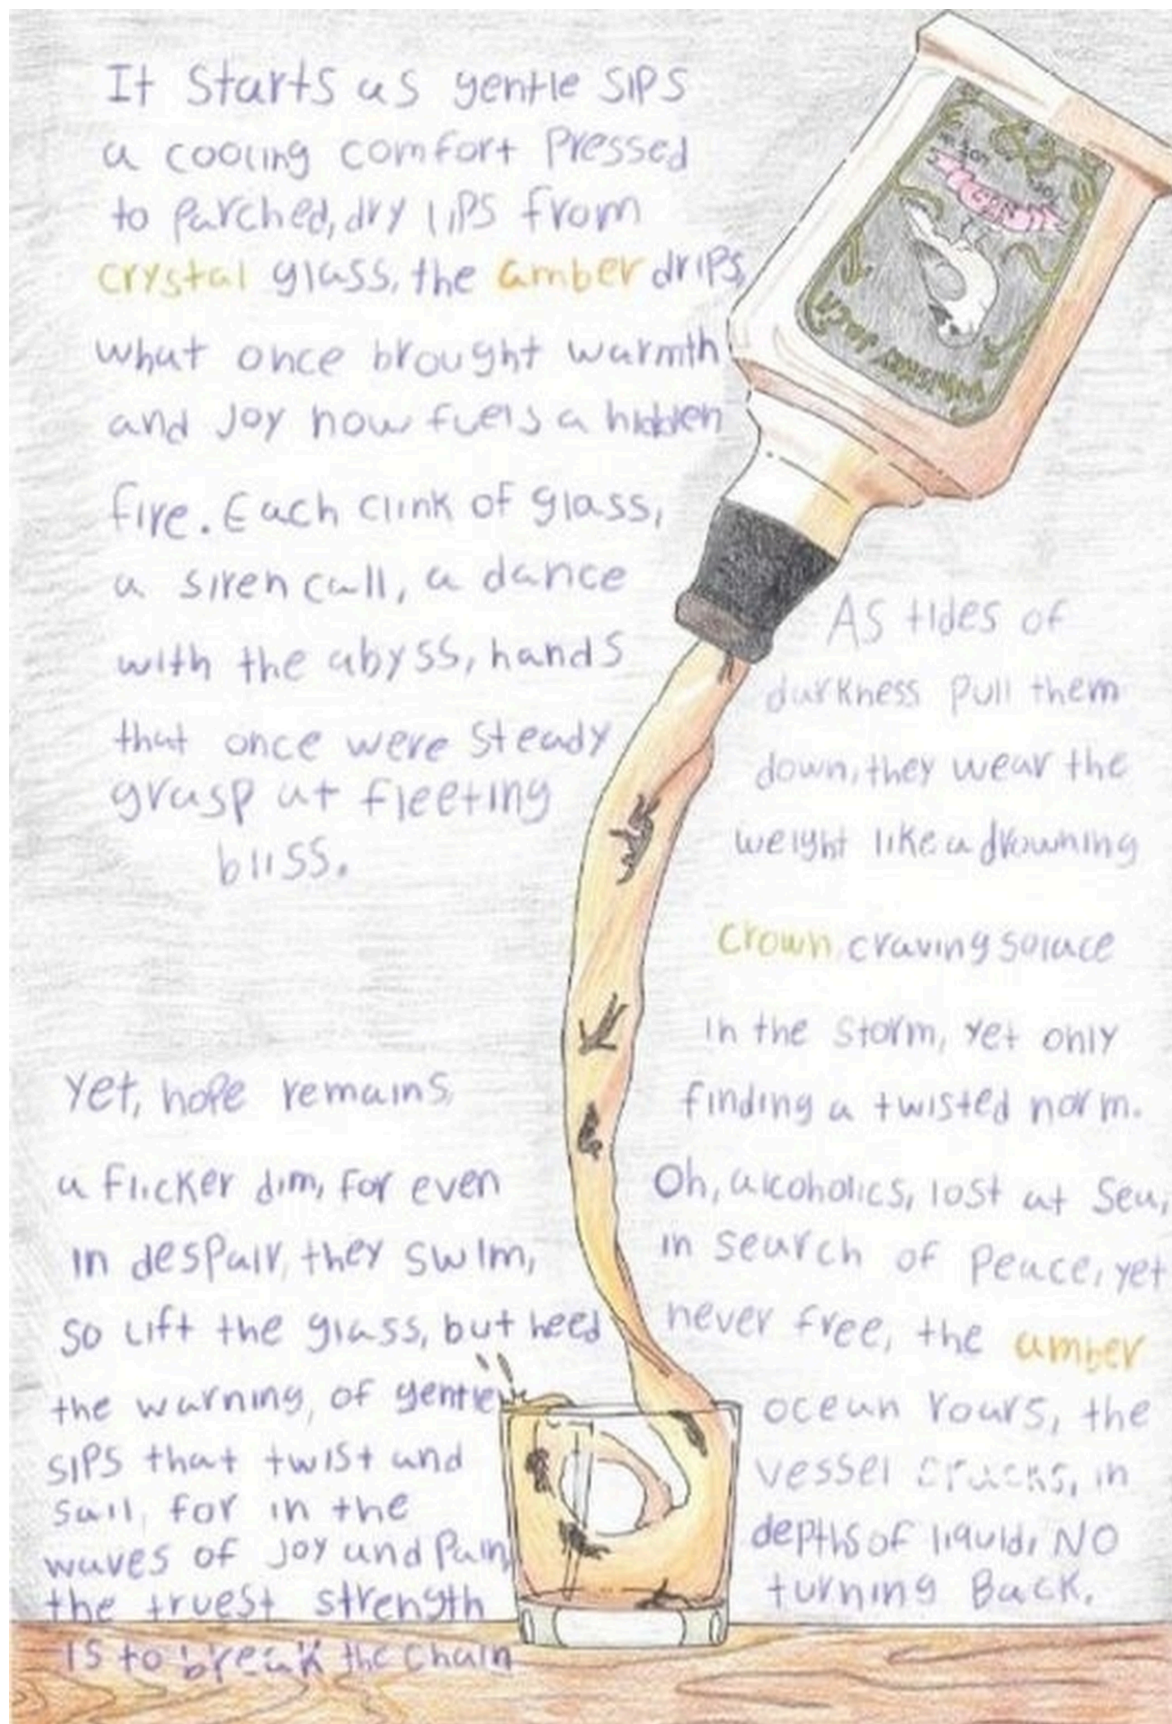 It starts as gentle sips
a cooling comfort pressed
to parched, dry lips from
crystal glass, the amber drips,
what once brought warmth
and joy now fuels a hidden
fire. Each clink of glass,
a siren call, a dance
with the abyss, hands
that once were steady
grasp at fleeting
bliss.
As tides of
darkness pull them
down, they wear the
weight like a drowning
crown craving solace
in the storm, yet only
finding a twisted norm.
Oh, alcoholics, lost at sea,
in search of peace, yet
never free, the amber
ocean roars, the
vessel cracks, in
depths of liquid, NO
turning Back.
Yet, hope remains,
a flicker dim, for even
in despair, they swim,
so lift the glass, but heed
the warning, of gentle
sips that twist and
sail, for in the
waves of joy and pain,
the truest strength
is to break the chain